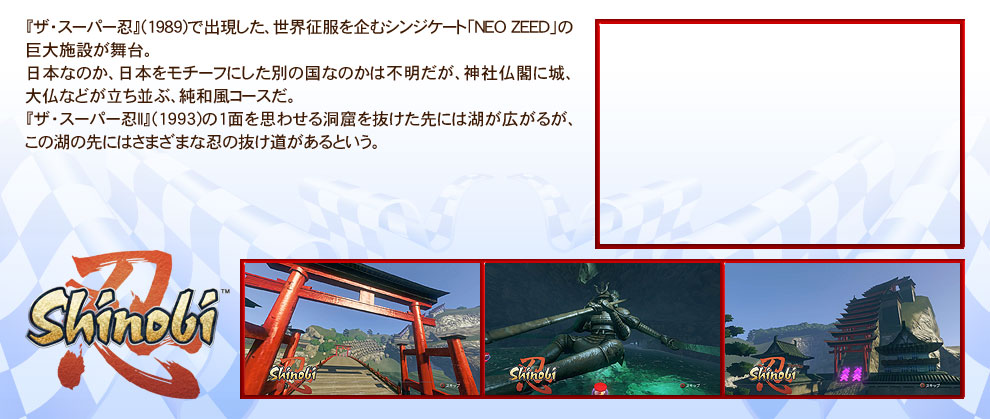 『ザ・スーパー忍』（1989）で出現した、世界征服を企むシンジケート「NEO ZEED」の
巨大施設が舞台。
日本なのか、日本をモチーフにした別の国なのかは不明だが、神社仏閣に城、
大仏などが立ち並ぶ、純和風コースだ。
『ザ・スーパー忍II』（1993）の1面を思わせる洞窟を抜けた先には湖が広がるが、
この湖の先にはさまざまな忍の抜け道があるという。
忍
Shinobi™
忍
Shinobi
スキップ
忍
Shinobi
スキップ
忍
Shinobi
スキップ